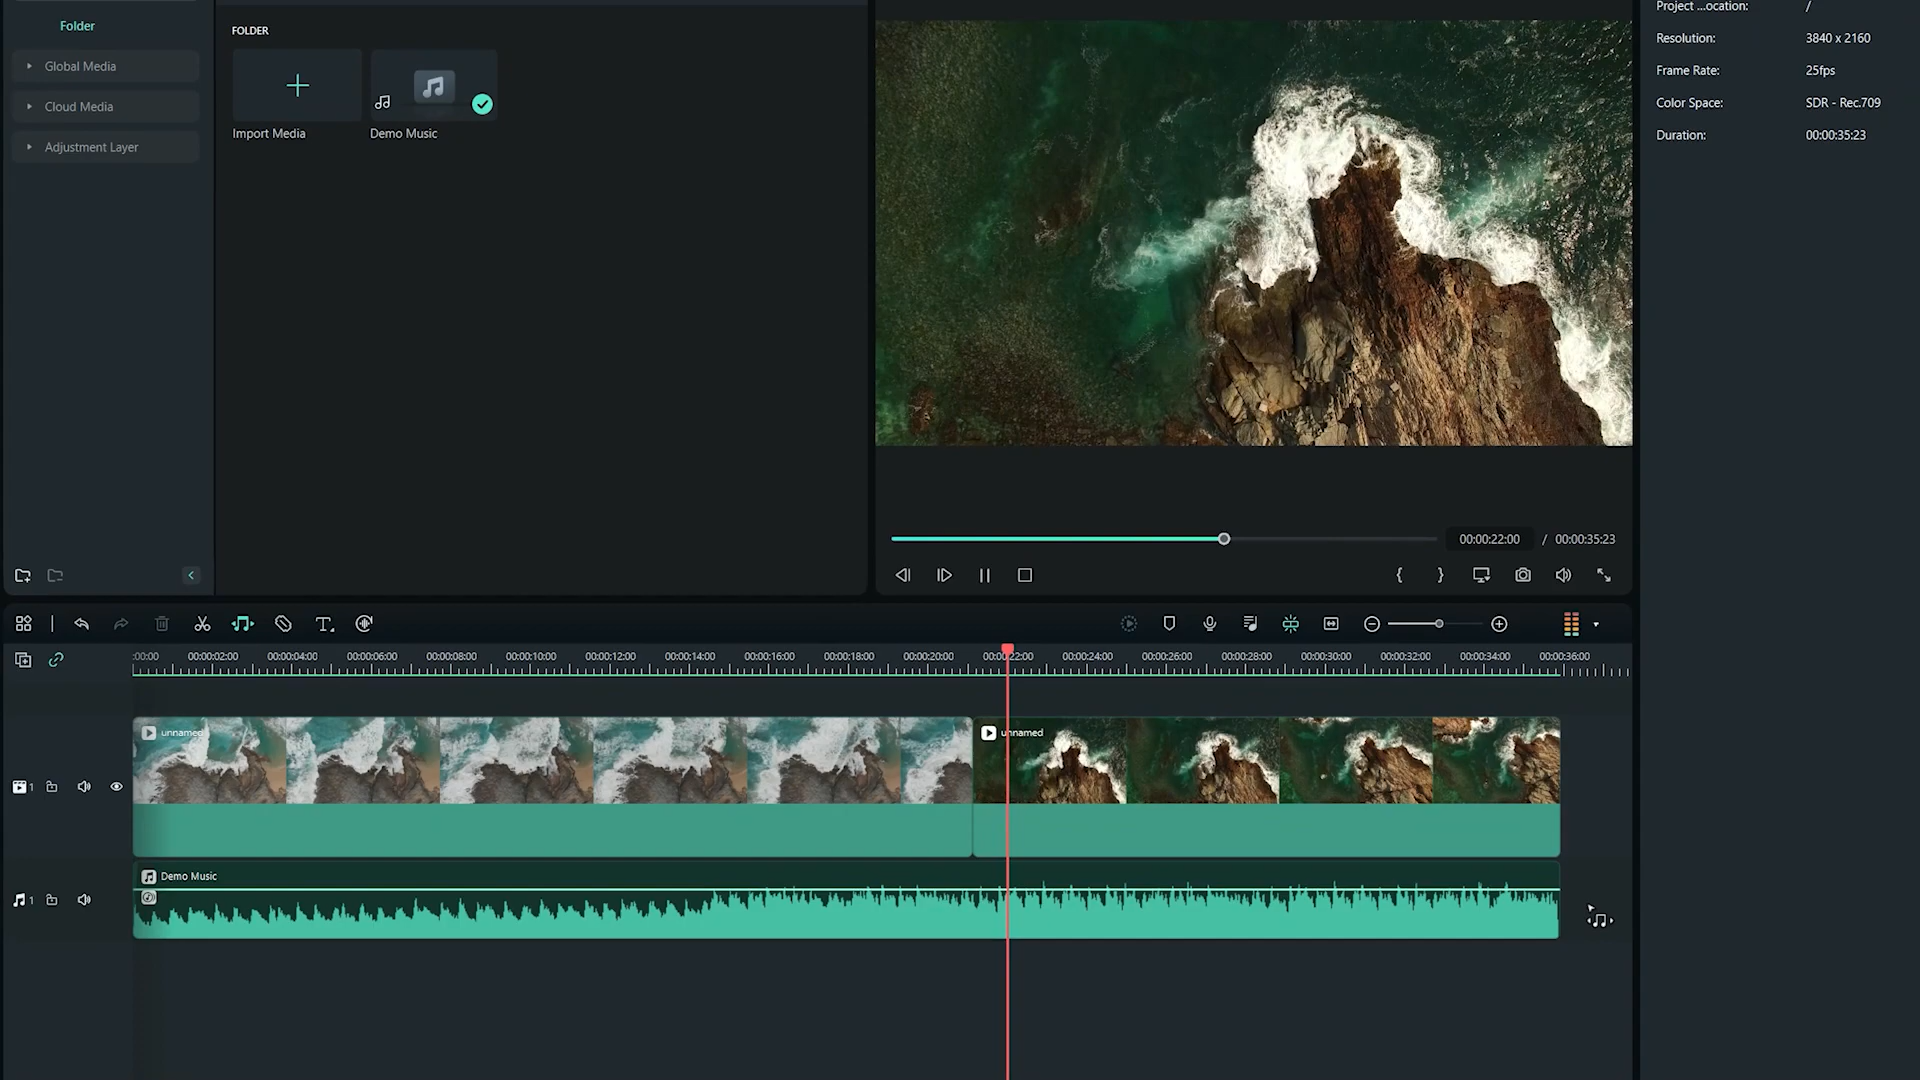 Folder
Global Media
Cloud Media
Adjustment Layer
FOLDER
Import Media
Demo Music
Project ...ocation: /
Resolution: 3840 x 2160
Frame Rate: 25fps
Color Space: SDR - Rec.709
Duration: 00:00:35:23
00:00:22:00 / 00:00:35:23
:00:00 00:00:02:00 00:00:04:00 00:00:06:00 00:00:08:00 00:00:10:00 00:00:12:00 00:00:14:00 00:00:16:00 00:00:18:00 00:00:20:00 00:00:22:00 00:00:24:00 00:00:26:00 00:00:28:00 00:00:30:00 00:00:32:00 00:00:34:00 00:00:36:00
unnamed unnamed
1
Demo Music
1